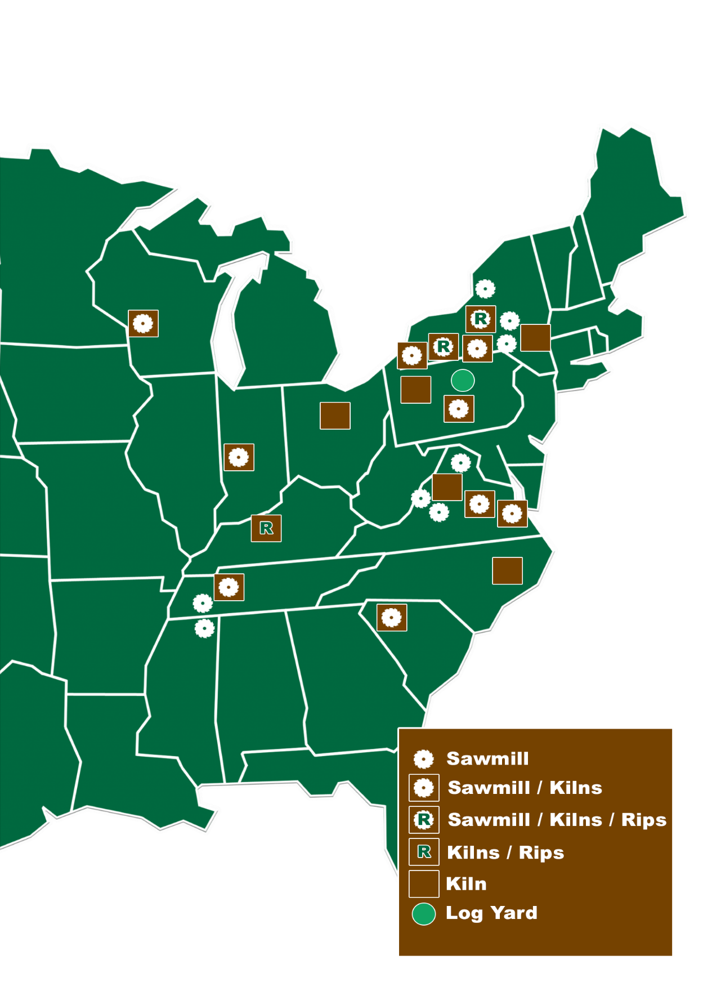 R
R
R
Sawmill
Sawmill / Kilns
R Sawmill / Kilns / Rips
R Kilns / Rips
Kiln
Log Yard